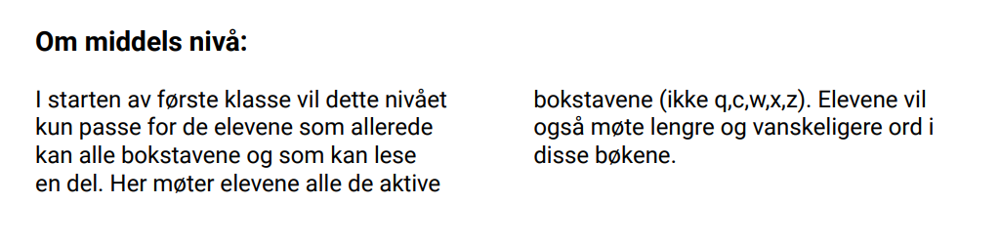 Om middels nivå:
I starten av første klasse vil dette nivået
kun passe for de elevene som allerede
kan alle bokstavene og som kan lese
en del. Her møter elevene alle de aktive
bokstavene (ikke q,c,w,x,z). Elevene vil
også møte lengre og vanskeligere ord i
disse bøkene.